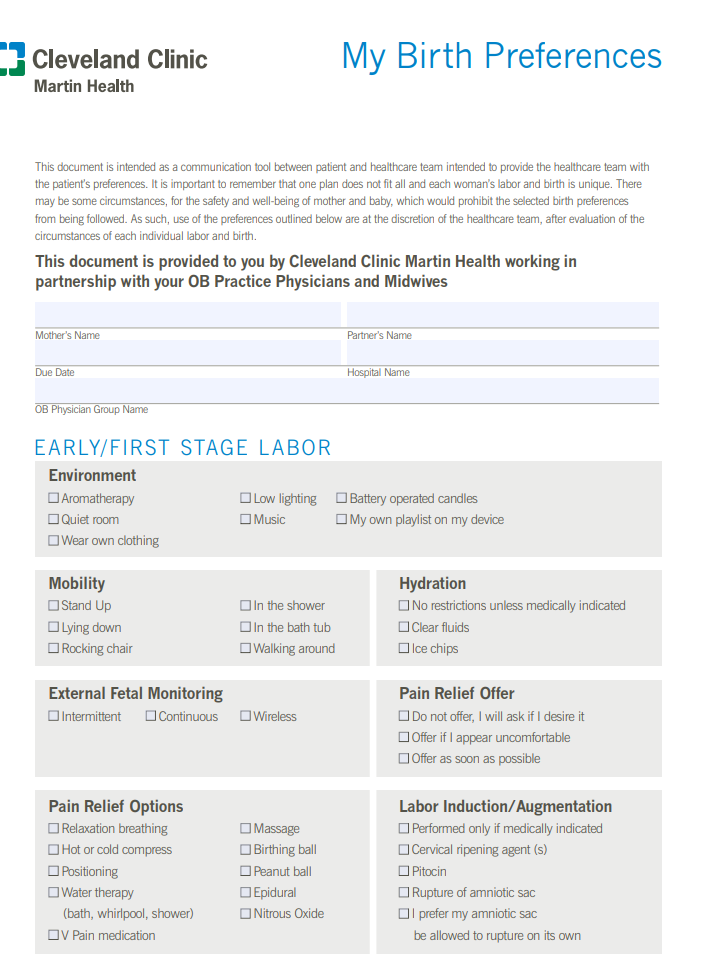 Cleveland Clinic
Martin Health
My Birth Preferences
This document is intended as a communication tool between patient and healthcare team intended to provide the healthcare team with
the patient's preferences. It is important to remember that one plan does not fit all and each woman's labor and birth is unique. There
may be some circumstances, for the safety and well-being of mother and baby, which would prohibit the selected birth preferences
from being followed. As such, use of the preferences outlined below are at the discretion of the healthcare team, after evaluation of the
circumstances of each individual labor and birth.
This document is provided to you by Cleveland Clinic Martin Health working in
partnership with your OB Practice Physicians and Midwives
Mother's Name Partner's Name
Due Date Hospital Name
OB Physician Group Name
EARLY/FIRST STAGE LABOR
Environment
☐ Aromatherapy ☐ Low lighting ☐ Battery operated candles
☐ Quiet room ☐ Music ☐ My own playlist on my device
☐ Wear own clothing
Mobility
☐ Stand Up ☐ In the shower
☐ Lying down ☐ In the bath tub
☐ Rocking chair ☐ Walking around
Hydration
☐ No restrictions unless medically indicated
☐ Clear fluids
☐ Ice chips
External Fetal Monitoring
☐ Intermittent ☐ Continuous ☐ Wireless
Pain Relief Offer
☐ Do not offer, I will ask if I desire it
☐ Offer if I appear uncomfortable
☐ Offer as soon as possible
Pain Relief Options
☐ Relaxation breathing ☐ Massage
☐ Hot or cold compress ☐ Birthing ball
☐ Positioning ☐ Peanut ball
☐ Water therapy ☐ Epidural
(bath, whirlpool, shower) ☐ Nitrous Oxide
☐ V Pain medication
Labor Induction/Augmentation
☐ Performed only if medically indicated
☐ Cervical ripening agent (s)
☐ Pitocin
☐ Rupture of amniotic sac
☐ I prefer my amniotic sac
be allowed to rupture on its own